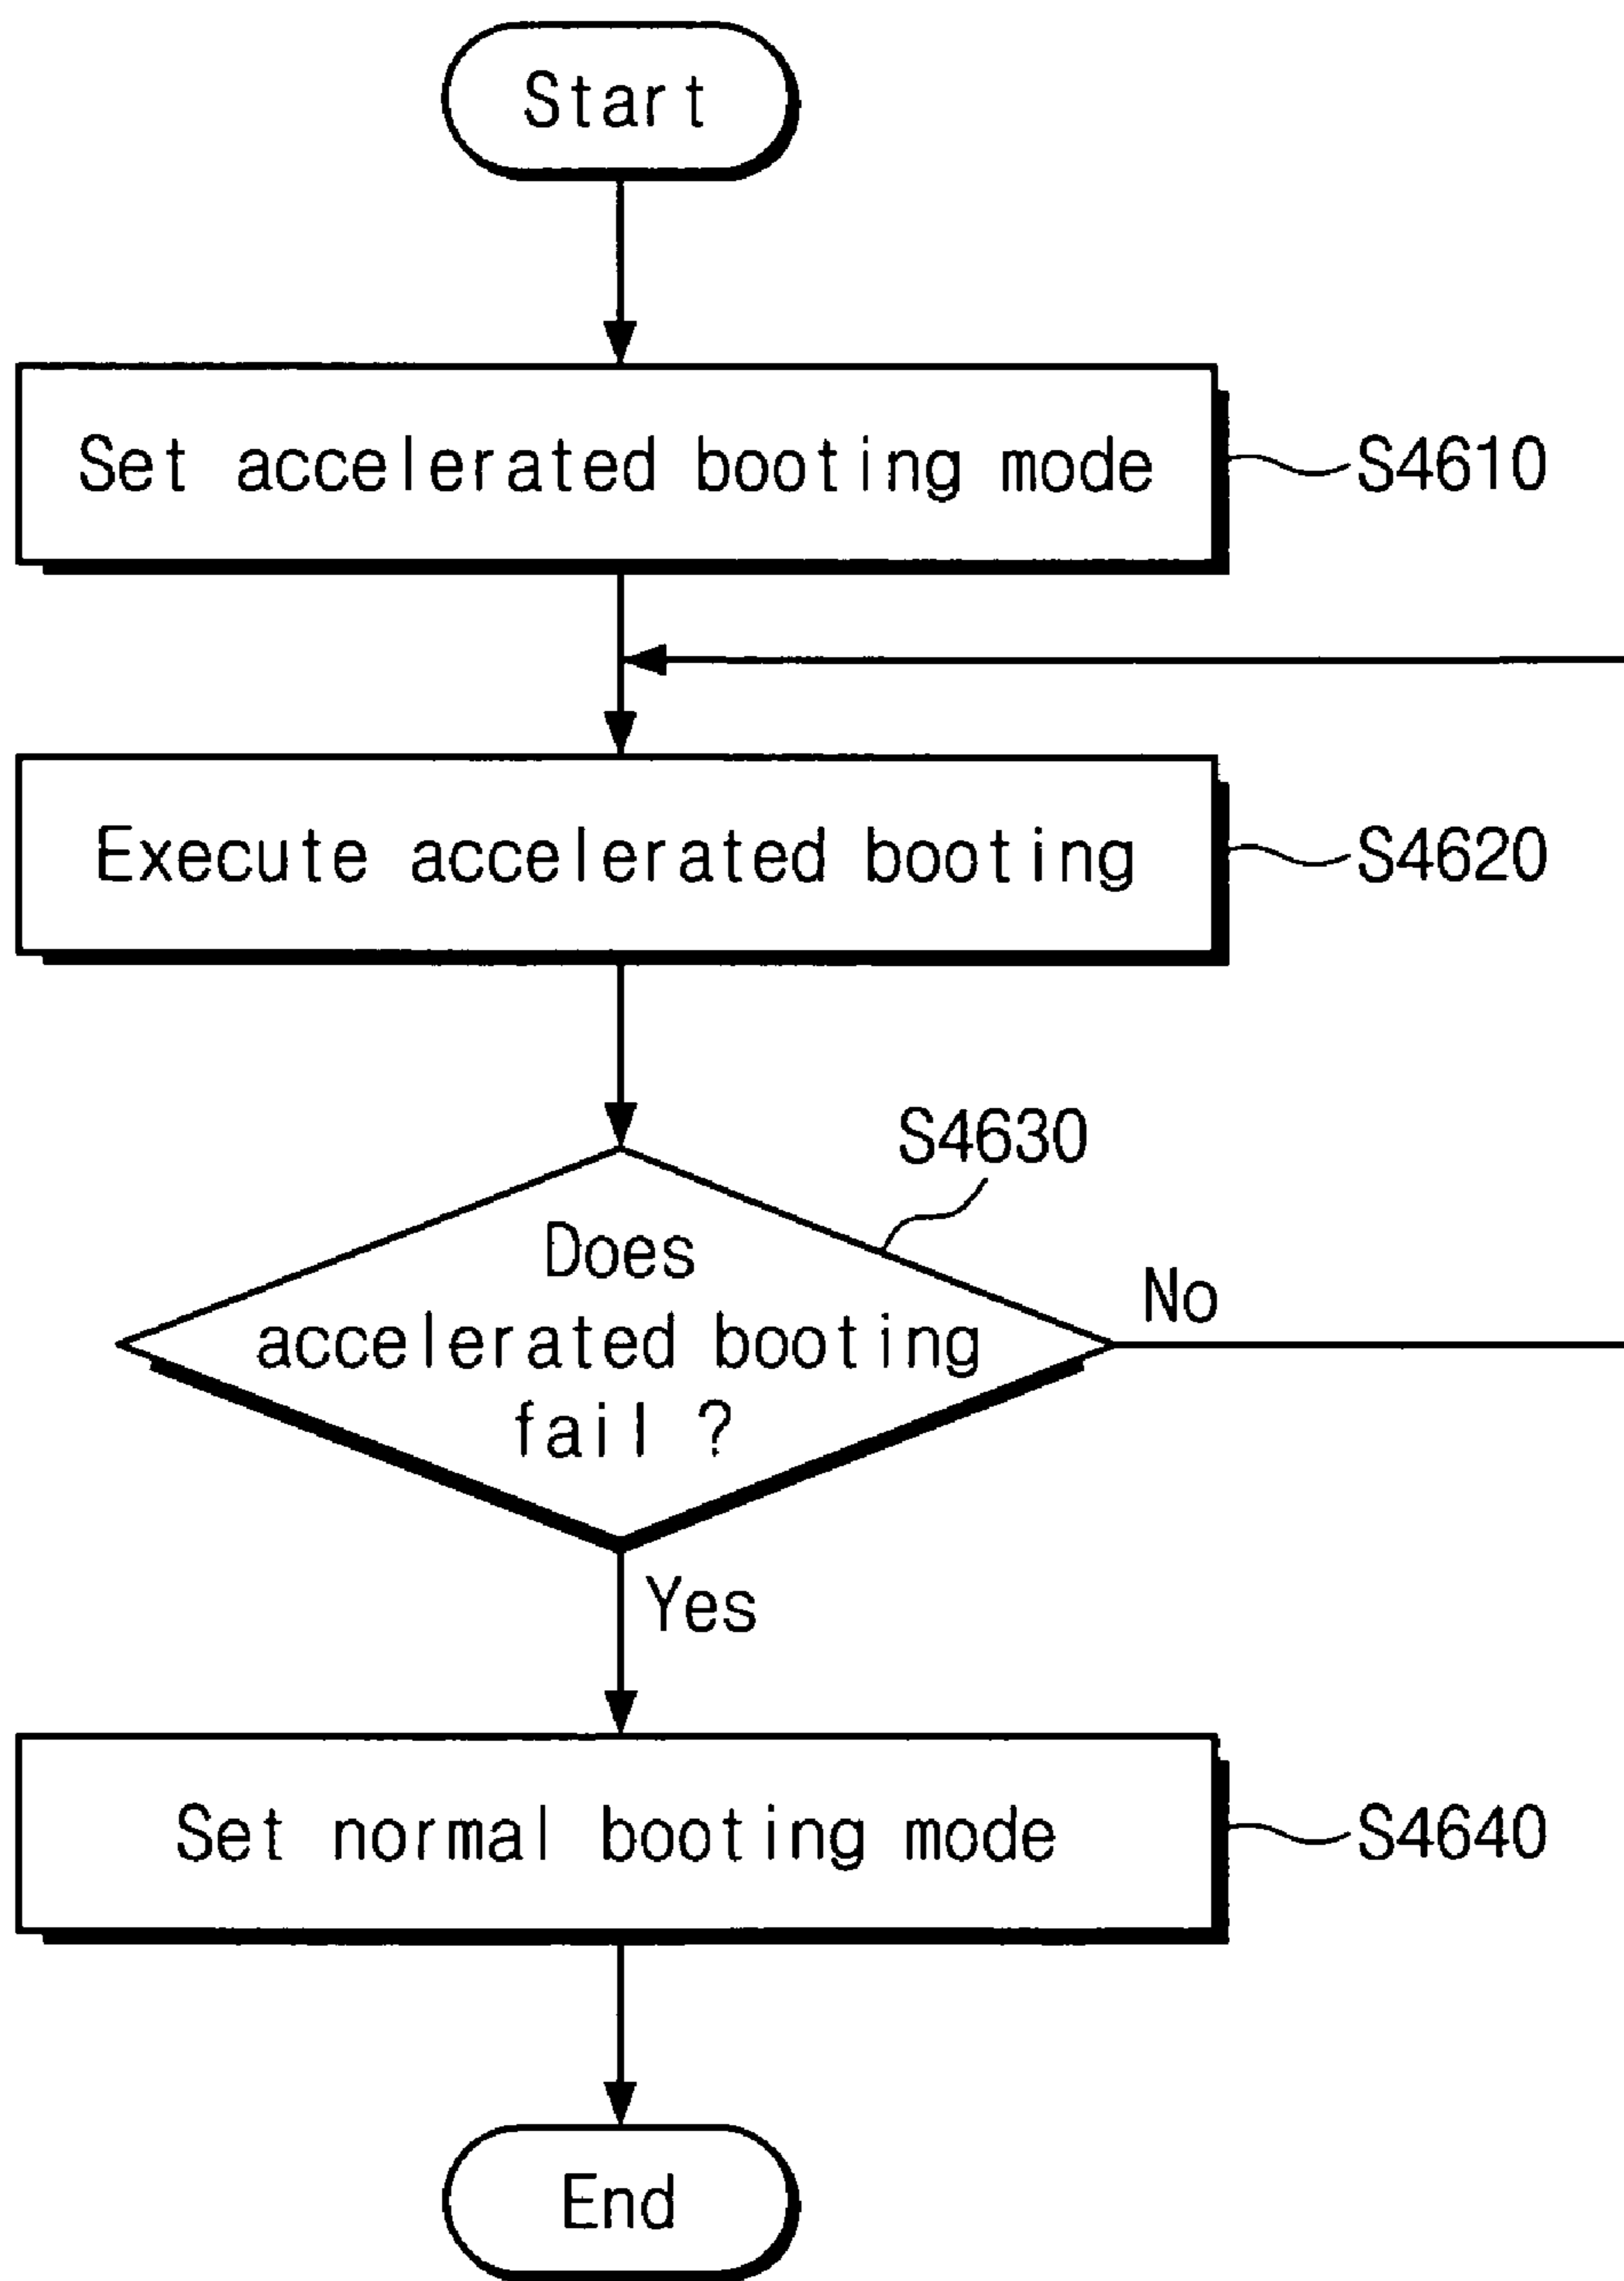 Start
Set accelerated booting mode
S4610
Execute accelerated booting
S4620
S4630
Does
accelerated booting
fail ?
No
Yes
Set normal booting mode
S4640
End